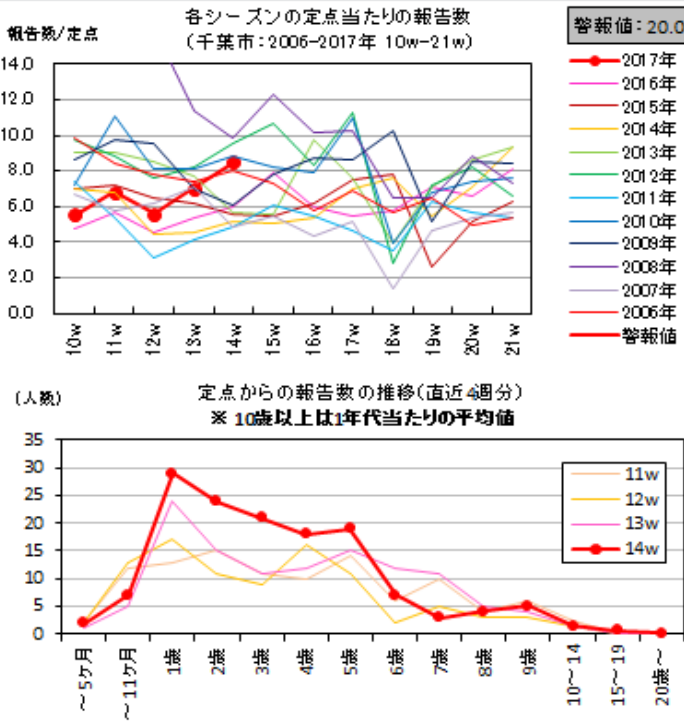 各シーズンの定点当たりの報告数
(千葉市:2006-2017年 10w-21w)
報告数/定点
警報値:20.0
14.0
12.0
10.0
8.0
6.0
4.0
2.0
0.0
10w
11w
12w
13w
14w
15w
16w
17w
18w
19w
20w
21w
2017年
2016年
2015年
2014年
2013年
2012年
2011年
2010年
2009年
2008年
2007年
2006年
警報値
定点からの報告数の推移(直近4週分)
※ 10歳以上は1年代当たりの平均値
(人数)
35
30
25
20
15
10
5
0
~5ヶ月
~11ヶ月
1歳
2歳
3歳
4歳
5歳
6歳
7歳
8歳
9歳
10~14
15~19
20歳~
11w
12w
13w
14w